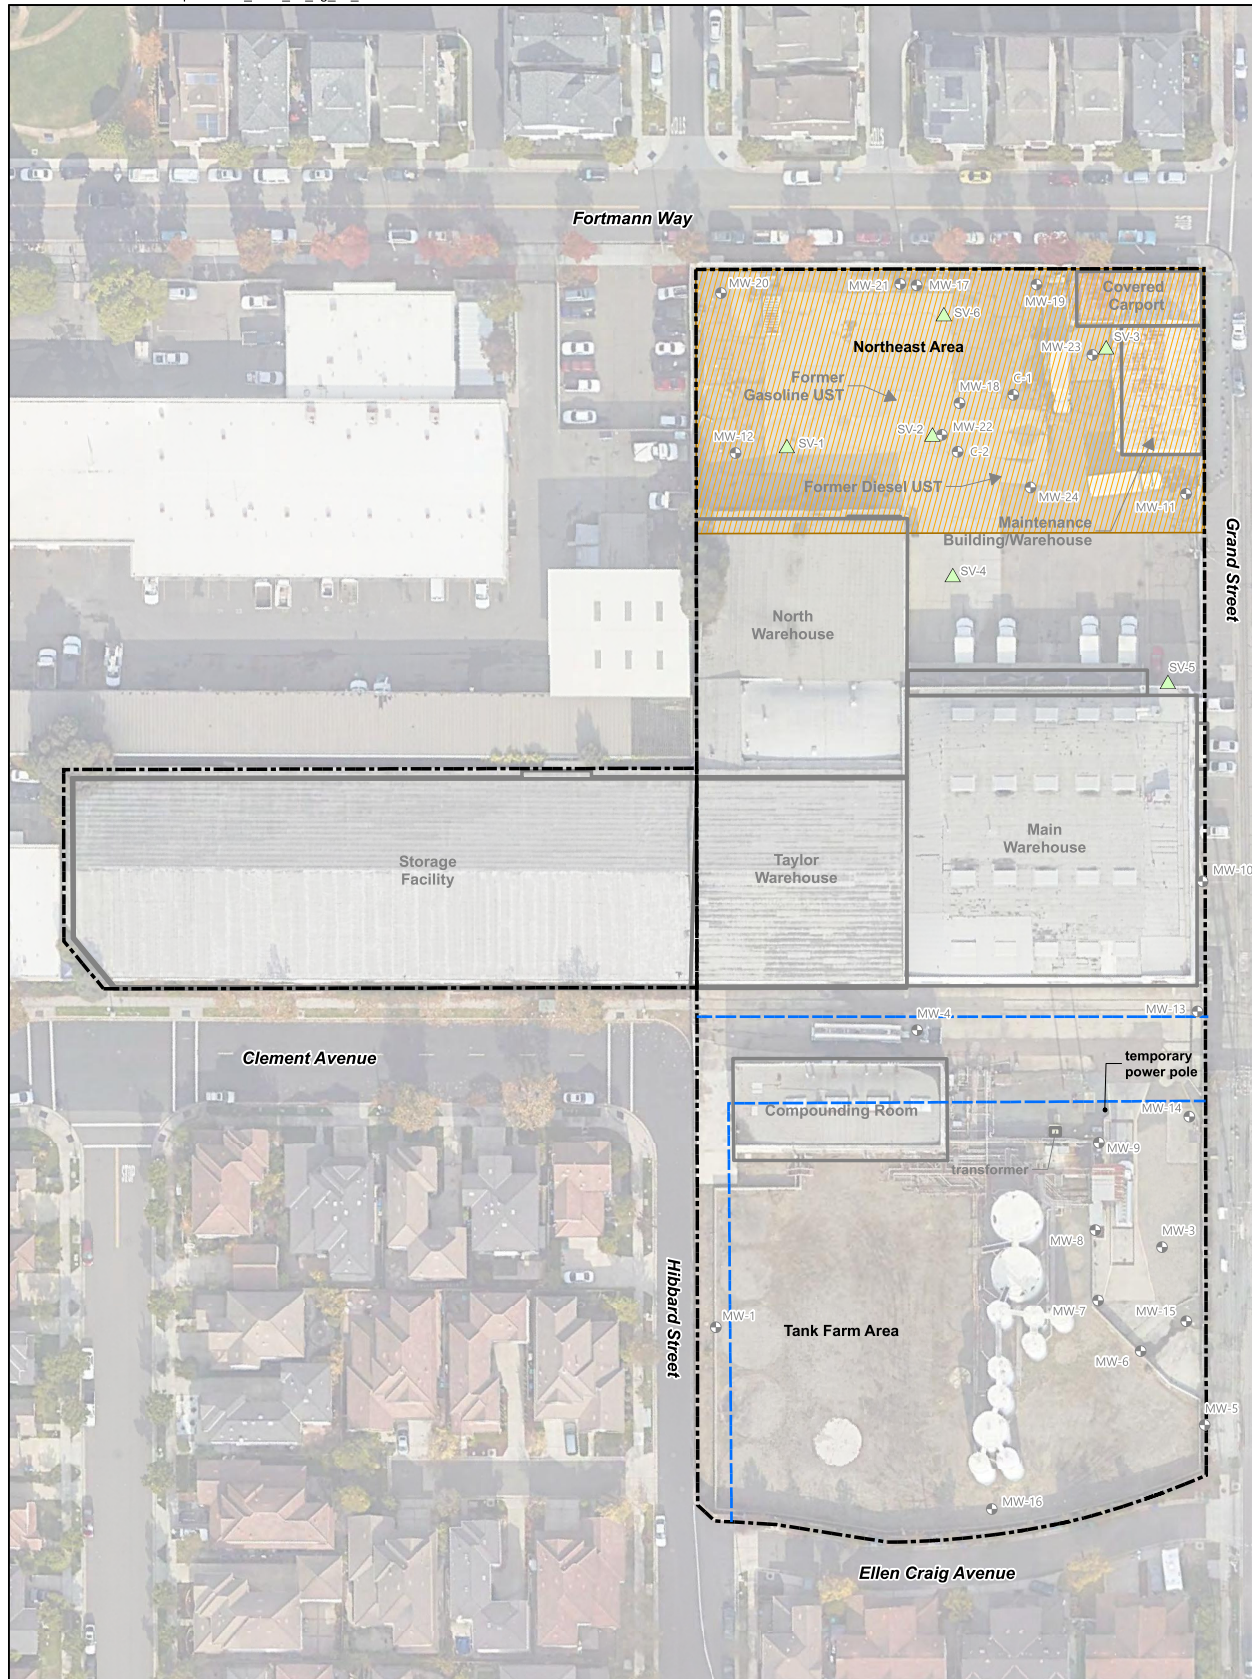 Fortmann Way
MW-20
MW-21
MW-17
MW-19
Covered
Carport
SV-6
SV-3
Northeast Area
MW-23
Former
Gasoline UST
MW-18
C-1
MW-12
SV-1
SV-2
MW-22
C-2
Former Diesel UST
MW-24
MW-11
Maintenance
Building/Warehouse
Grand Street
SV-4
North
Warehouse
SV-5
Storage
Facility
Taylor
Warehouse
Main
Warehouse
MW-10
MW-4
MW-13
Clement Avenue
temporary
power pole
Compounding Room
MW-14
MW-9
transformer
MW-8
MW-3
Hibbard Street
MW-1
Tank Farm Area
MW-7
MW-15
MW-6
MW-5
MW-16
Ellen Craig Avenue
STOP
STOP
STOP